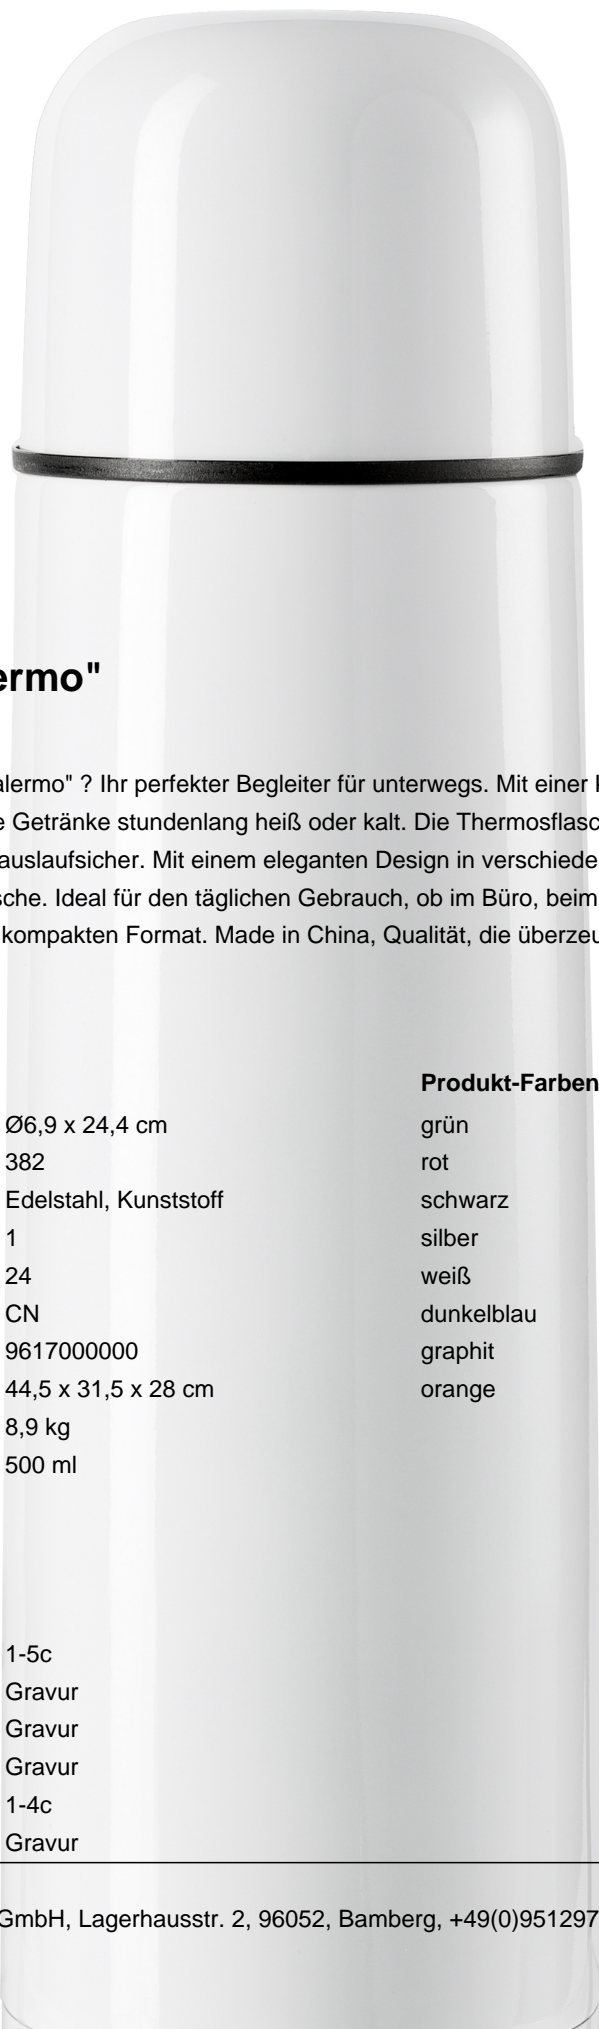 ermo"
alermo" ? Ihr perfekter Begleiter für unterwegs. Mit einer
e Getränke stundenlang heiß oder kalt. Die Thermosflasc
auslaufsicher. Mit einem eleganten Design in verschiede
sche. Ideal für den täglichen Gebrauch, ob im Büro, beim
kompakten Format. Made in China, Qualität, die überzeu
Produkt-Farben
Ø6,9 x 24,4 cm grün
382 rot
Edelstahl, Kunststoff schwarz
1 silber
24 weiß
CN dunkelblau
9617000000 graphit
44,5 x 31,5 x 28 cm orange
8,9 kg
500 ml
1-5c
Gravur
Gravur
Gravur
1-4c
Gravur
GmbH, Lagerhausstr. 2, 96052, Bamberg, +49(0)951297